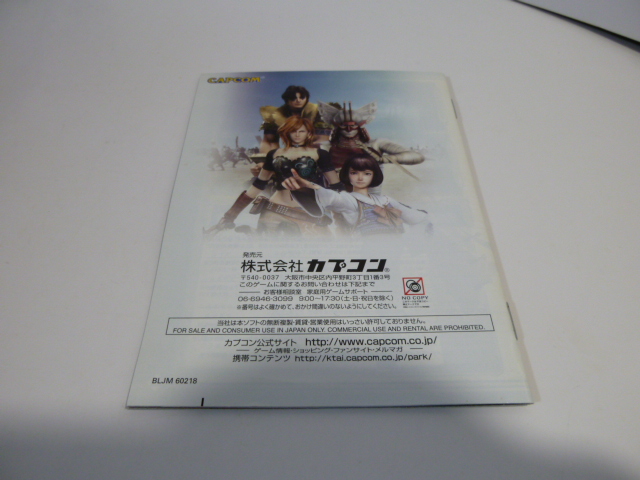 CAPCOM®
発売元
株式会社 カプコン®
〒540-0037 大阪市中央区内平野町3丁目1番3号
このゲームに関するお問い合わせは下記まで
お客様相談室 家庭用ゲームサポート
06-6946-3099 9:00～17:30(土・日・祝日を除く)
※番号はよく確かめて、おかけ間違いのないようにしてください。
NO COPY
当社は本ソフトの無断複製・賃貸・営業使用はいっさい許可しておりません。
FOR SALE AND CONSUMER USE IN JAPAN ONLY. COMMERCIAL USE AND RENTAL ARE PROHIBITED.
カプコン公式サイト http://www.capcom.co.jp/
ゲーム情報・ショッピング・ファンサイト・メルマガ
携帯コンテンツ http://ktai.capcom.co.jp/park/
BLJM 60218